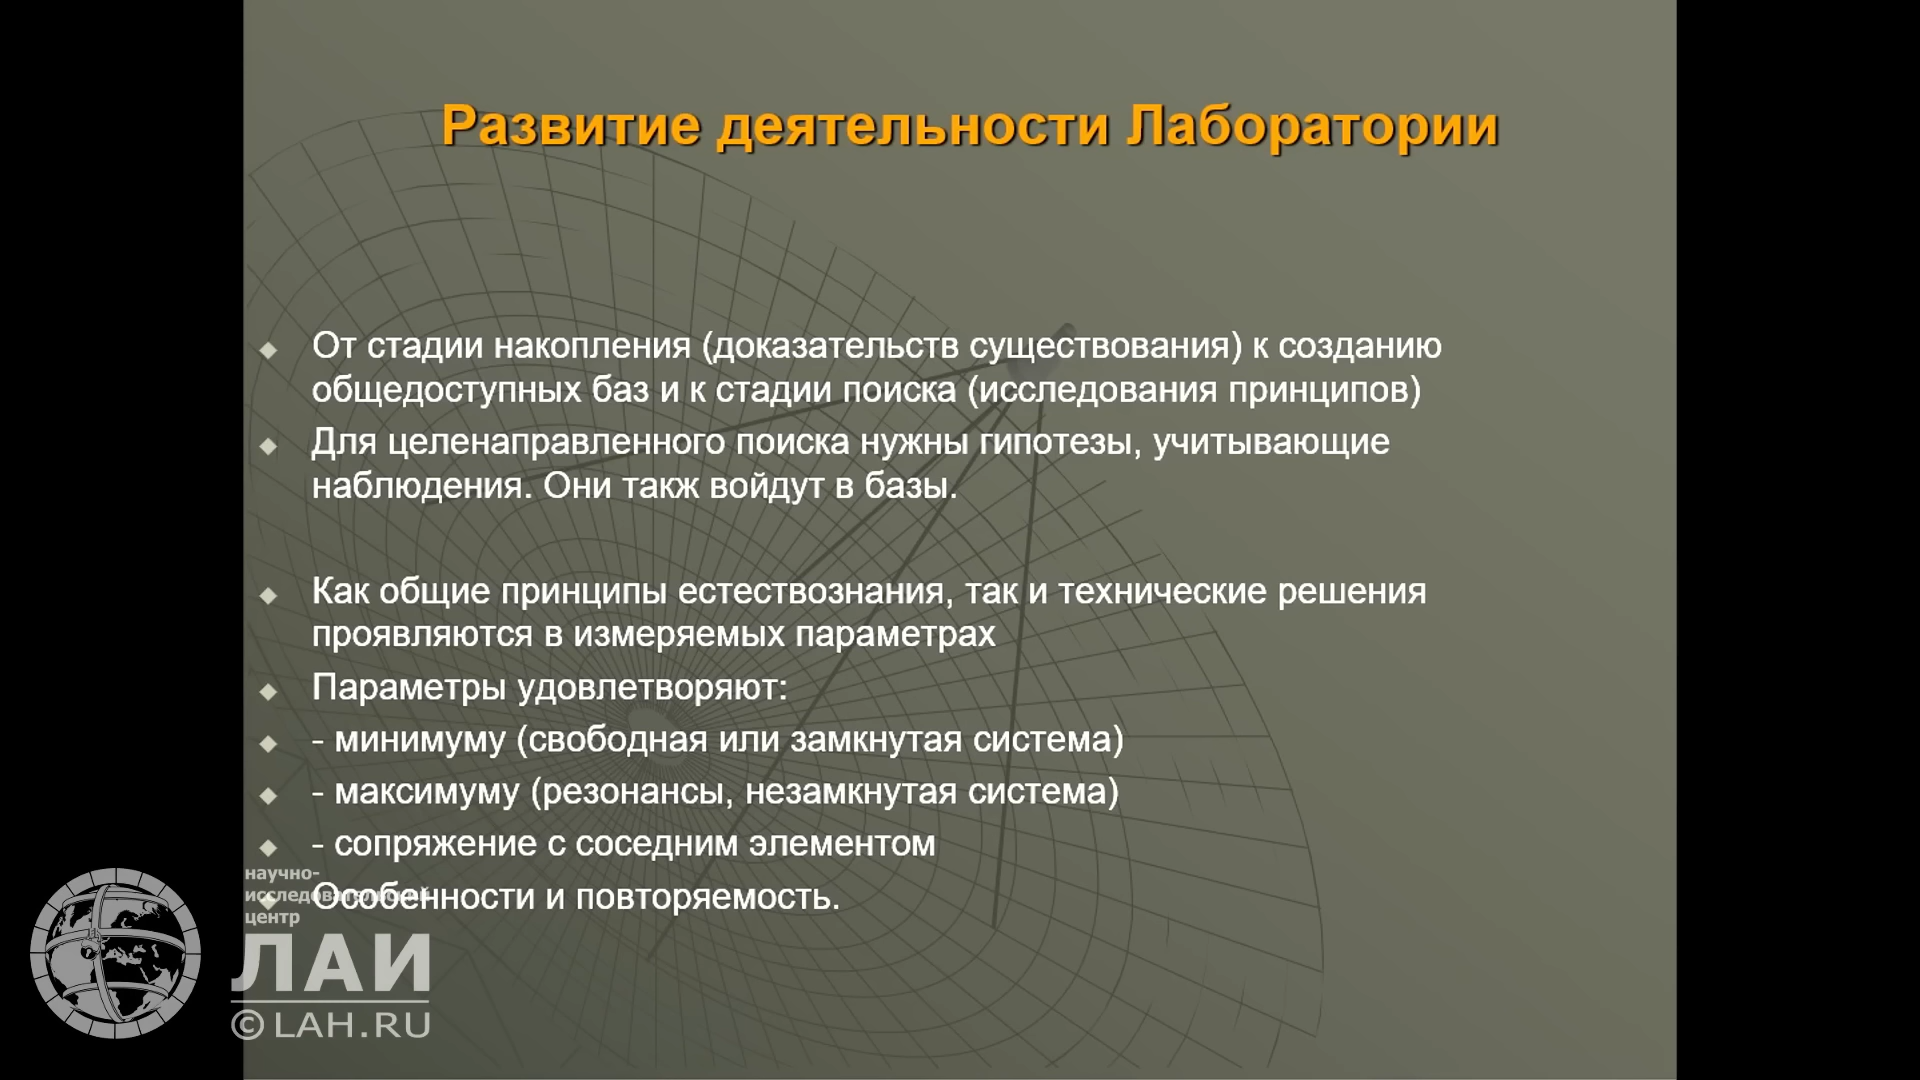 Развитие деятельности Лаборатории
От стадии накопления (доказательств существования) к созданию
общедоступных баз и к стадии поиска (исследования принципов)
Для целенаправленного поиска нужны гипотезы, учитывающие
наблюдения. Они такж войдут в базы.
Как общие принципы естествознания, так и технические решения
проявляются в измеряемых параметрах
Параметры удовлетворяют:
- минимуму (свободная или замкнутая система)
- максимуму (резонансы, незамкнутая система)
- сопряжение с соседним элементом
Особенности и повторяемость.
научно-
исследовательский
центр
ЛАИ
©LAH.RU